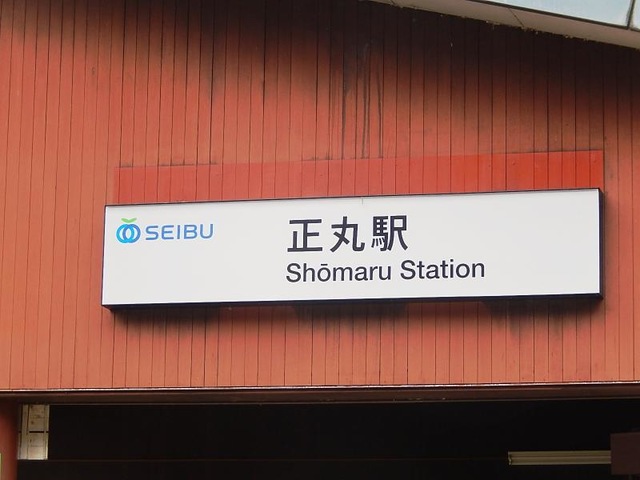 SEIBU
正丸駅
Shōmaru Station